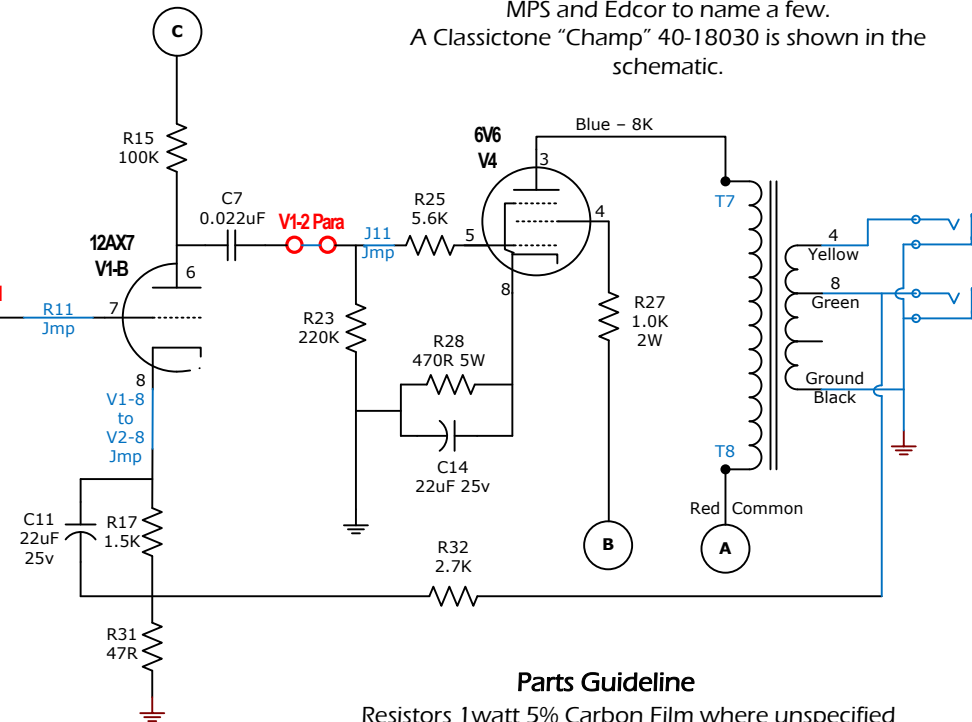 MPS and Edcor to name a few.
A Classictone “Champ” 40-18030 is shown in the
schematic.
C
R15
100K
6V6
V4
Blue – 8K
3
T7
C7
0.022uF
V1-2 Para
R25
5.6K
J11
Jmp
5
4
12AX7
V1-B
6
4
Yellow
8
Green
R11
Jmp
7
8
R23
220K
R27
1.0K
2W
R28
470R 5W
8
V1-8
to
V2-8
Jmp
Ground
Black
C14
22uF 25v
T8
Red
Common
C11
22uF
25v
R17
1.5K
B
A
R32
2.7K
R31
47R
Parts Guideline
Resistors 1watt 5% Carbon Film where unspecified